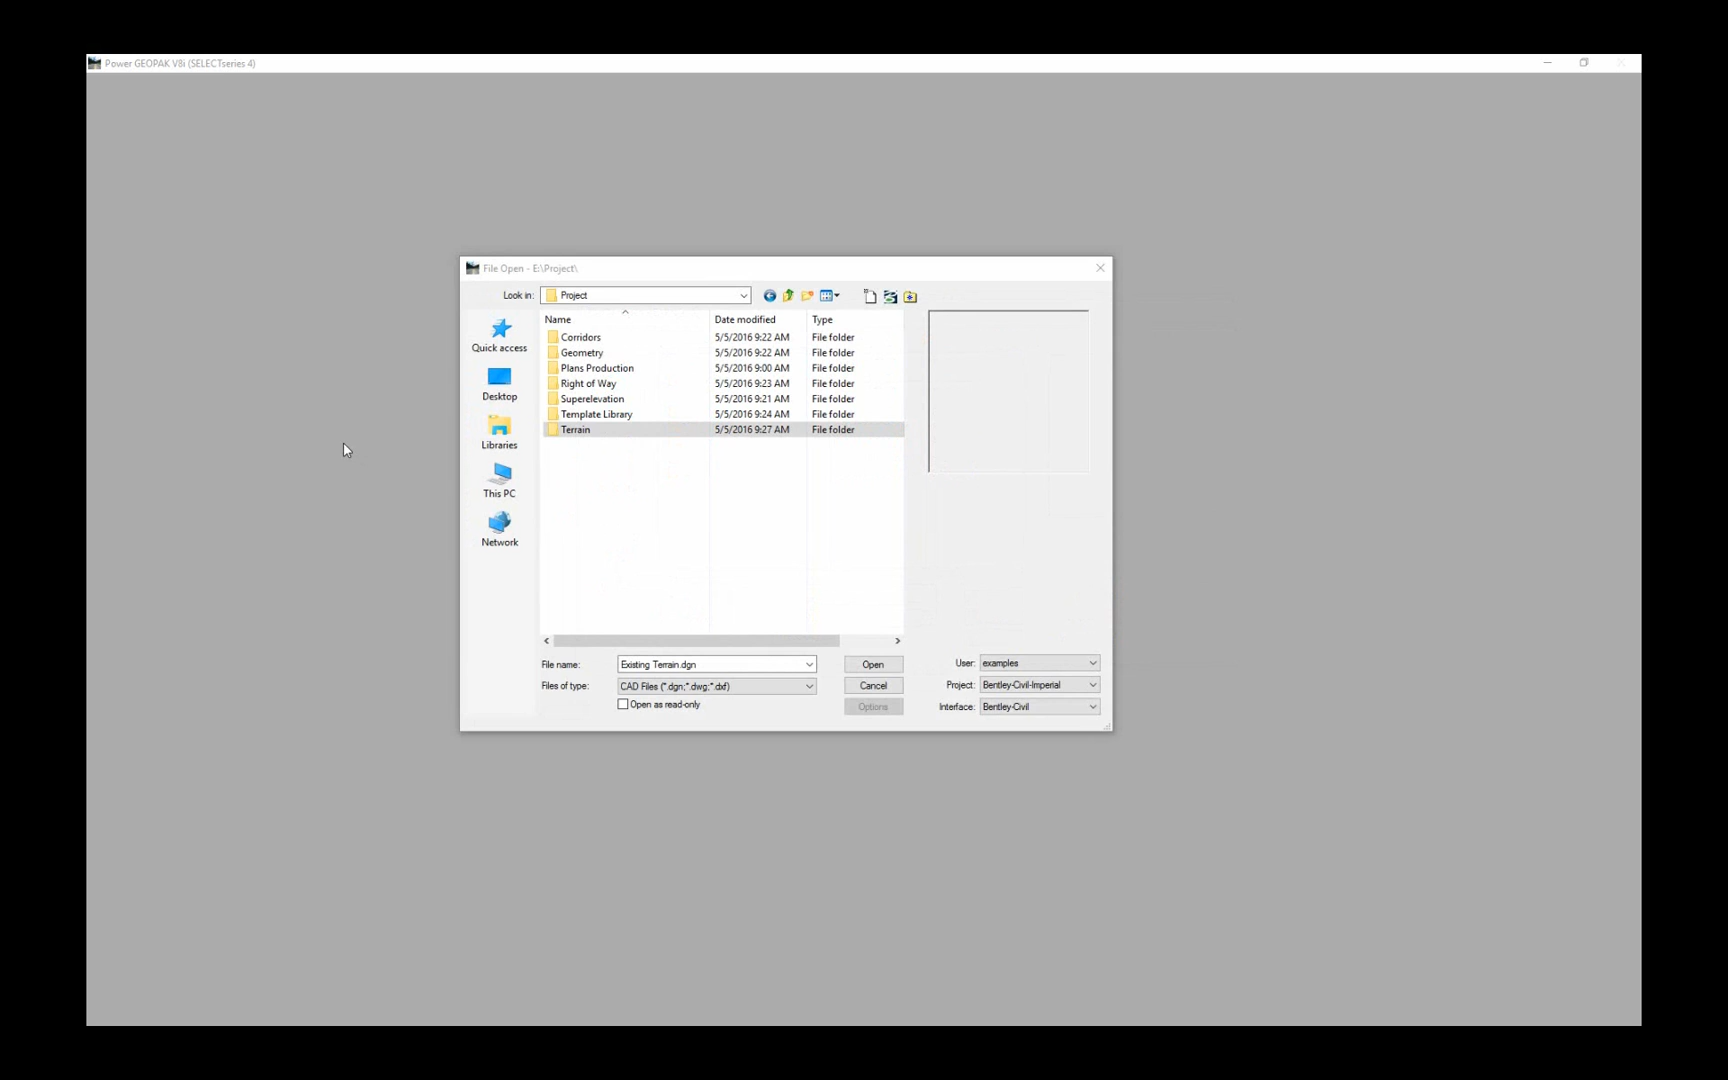 Power GEOPAK V8i (SELECTseries 4)
File Open - E:\Project\
Look in: Project
Name Date modified Type
Quick access
Desktop
Libraries
This PC
Network
Corridors 5/5/2016 9:22 AM File folder
Geometry 5/5/2016 9:22 AM File folder
Plans Production 5/5/2016 9:00 AM File folder
Right of Way 5/5/2016 9:23 AM File folder
Superelevation 5/5/2016 9:21 AM File folder
Template Library 5/5/2016 9:24 AM File folder
Terrain 5/5/2016 9:27 AM File folder
File name: Existing Terrain.dgn Open
Files of type: CAD Files (*.dgn;*.dwg;*.dxf) Cancel
Open as read-only Options
User: examples
Project: Bentley-Civil-Imperial
Interface: Bentley-Civil